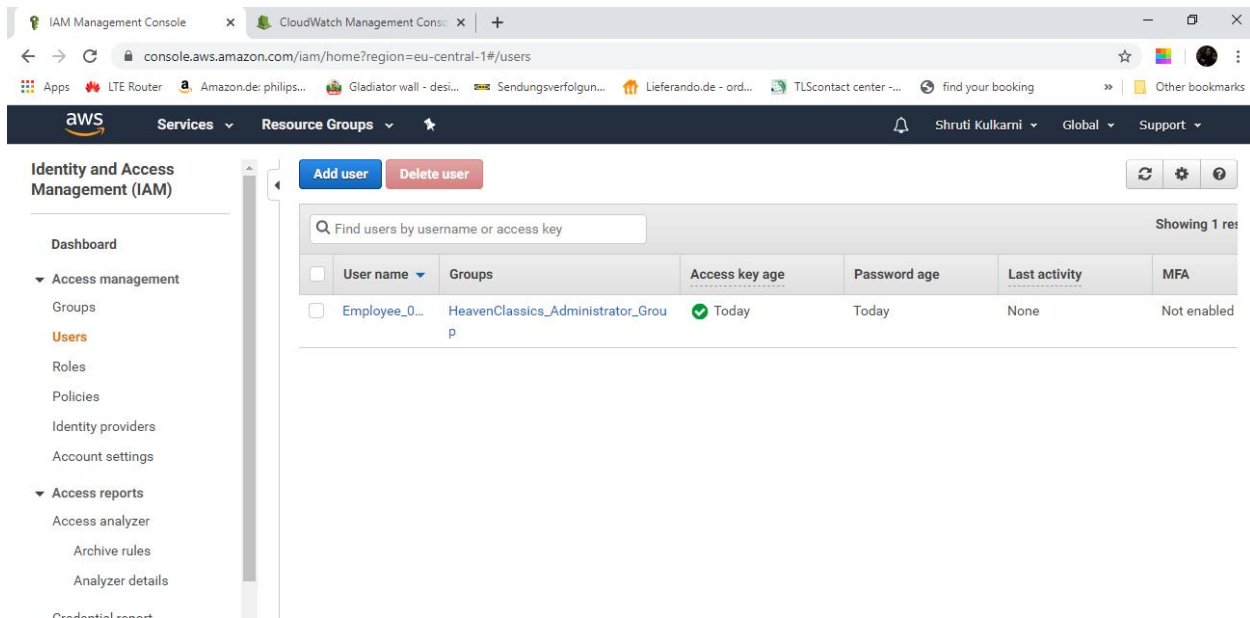 IAM Management Console
CloudWatch Management Conso
console.aws.amazon.com/iam/home?region=eu-central-1#/users
Apps LTE Router Amazon.de: philips... Gladiator wall - desi... Sendungsverfolgun... Lieferando.de - ord... TLScontact center -... find your booking » Other bookmarks
aws Services Resource Groups Shruti Kulkarni Global Support
Identity and Access
Management (IAM)
Dashboard
Access management
Groups
Users
Roles
Policies
Identity providers
Account settings
Access reports
Access analyzer
Archive rules
Analyzer details
Credential report
Add user Delete user
Find users by username or access key
Showing 1 res
User name Groups Access key age Password age Last activity MFA
Employee_0... HeavenClassics_Administrator_Grou Today Today None Not enabled
p